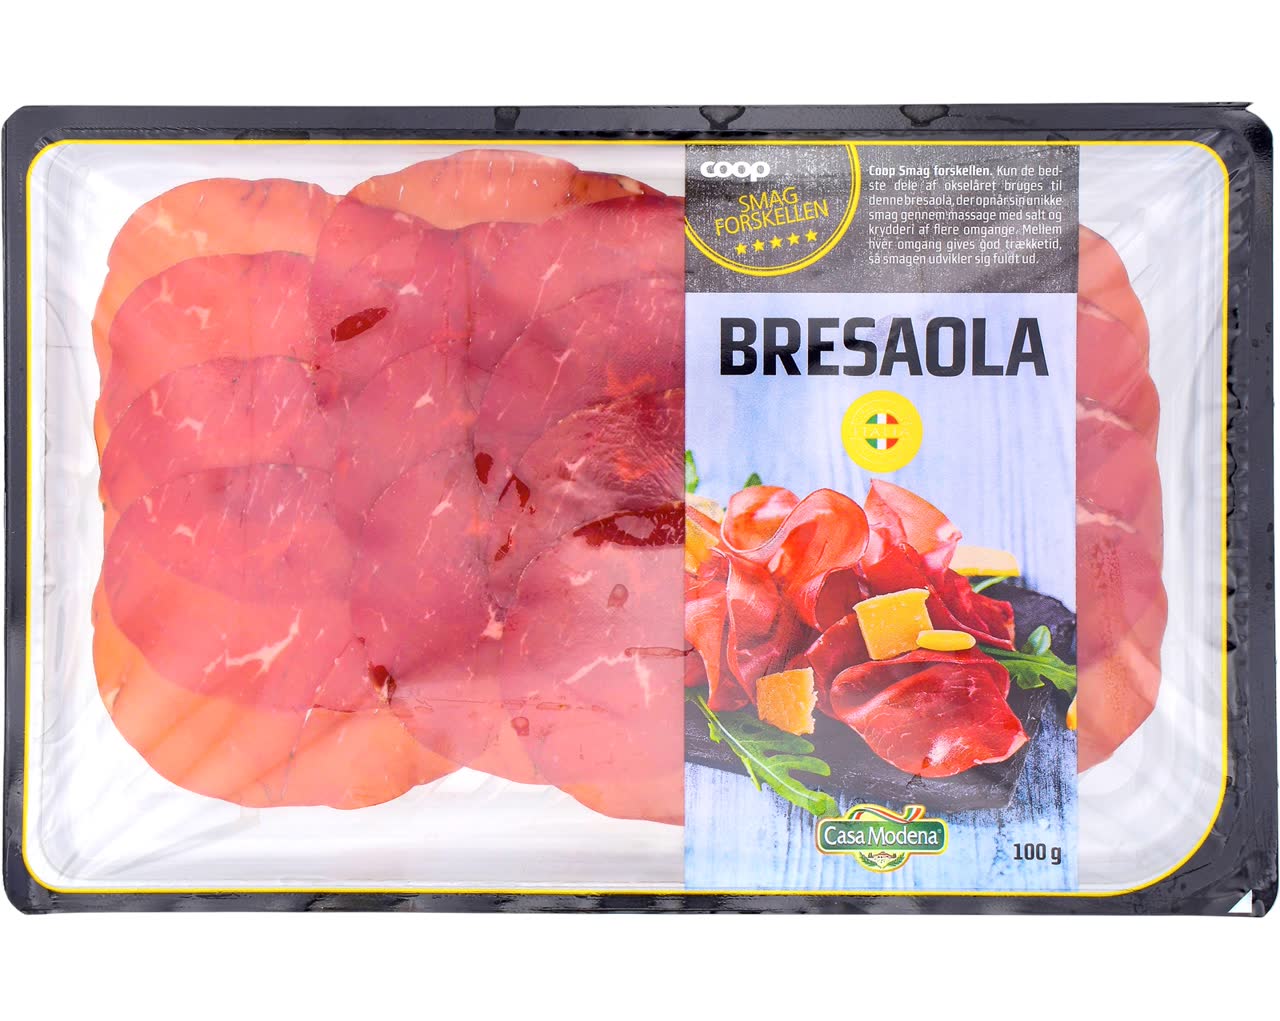 coop
SMAG
FORSKELLEN
Coop Smag forskellen. Kun de bed-
ste dele af okselåret bruges til
denne bresaola, der opnår sin unikke
smag gennem massage med salt og
krydderi af flere omgange. Mellem
hver omgang gives god trækketid,
så smagen udvikler sig fuldt ud.
BRESAOLA
ITALIA
Casa Modena®
100 g